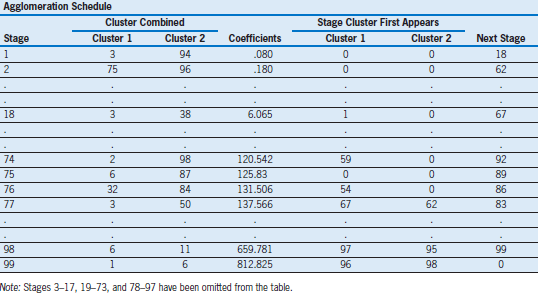 Agglomeration Schedule
Cluster Combined Stage Cluster First Appears
Stage Cluster 1 Cluster 2 Coefficients Cluster 1 Cluster 2 Next Stage
1 3 94 .080 0 0 18
2 75 96 .180 0 0 62
. . . . . . .
. . . . . . .
18 3 38 6.065 1 0 67
. . . . . . .
. . . . . . .
74 2 98 120.542 59 0 92
75 6 87 125.83 0 0 89
76 32 84 131.506 54 0 86
77 3 50 137.566 67 62 83
. . . . . . .
. . . . . . .
98 6 11 659.781 97 95 99
99 1 6 812.825 96 98 0
Note: Stages 3–17, 19–73, and 78–97 have been omitted from the table.